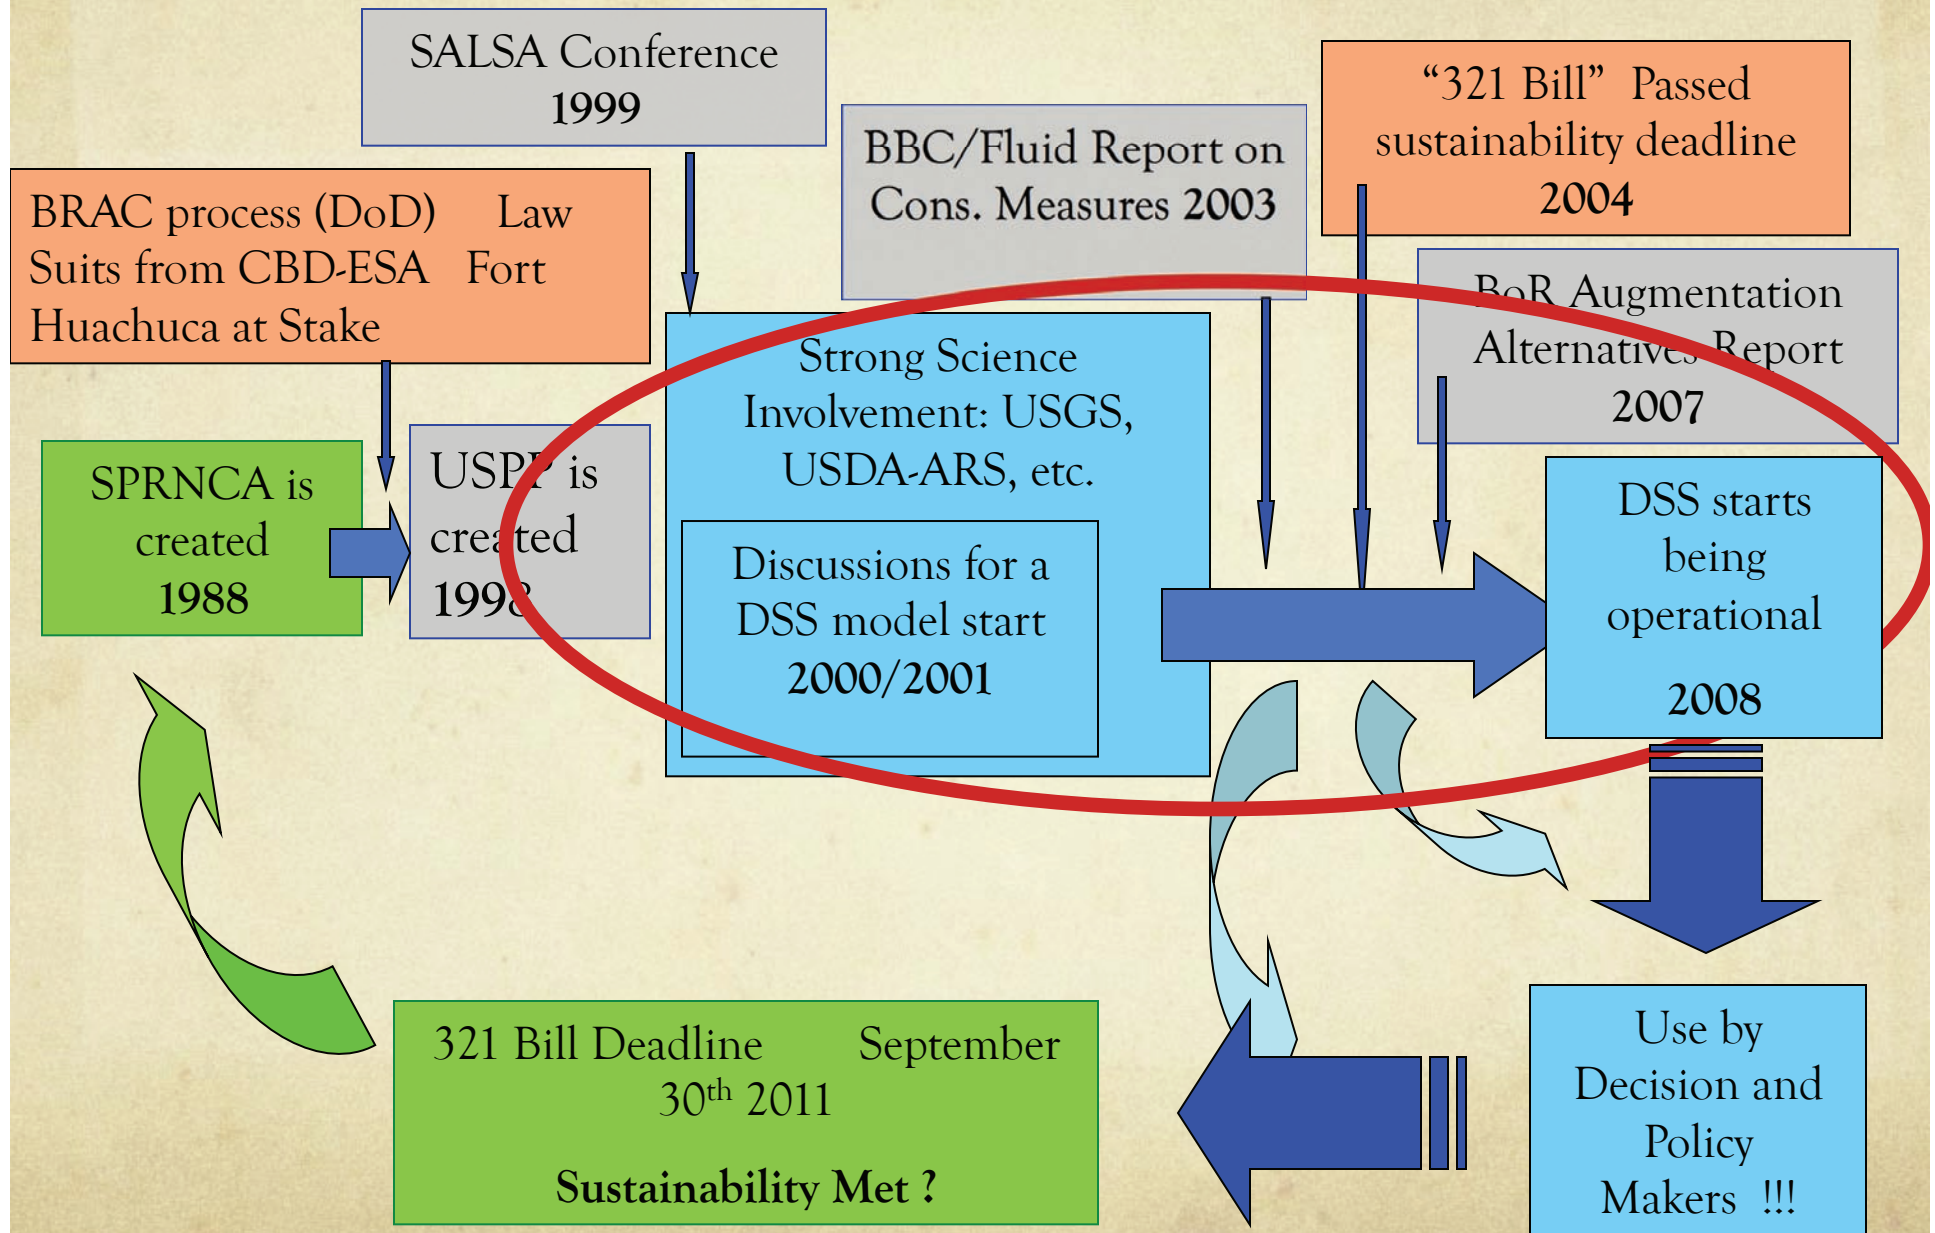 SALSA Conference
1999
"321 Bill"  Passed
sustainability deadline
2004
BBC/Fluid Report on
Cons. Measures 2003
BRAC process (DoD)    Law
Suits from CBD-ESA   Fort
Huachuca at Stake
BoR Augmentation
Alternatives Report
2007
Strong Science
Involvement: USGS,
USDA-ARS, etc.
SPRNCA is
created
1988
USPP is
created
1998
Discussions for a
DSS model start
2000/2001
DSS starts
being
operational
2008
321 Bill Deadline      September
30th 2011
Sustainability Met ?
Use by
Decision and
Policy
Makers  !!!